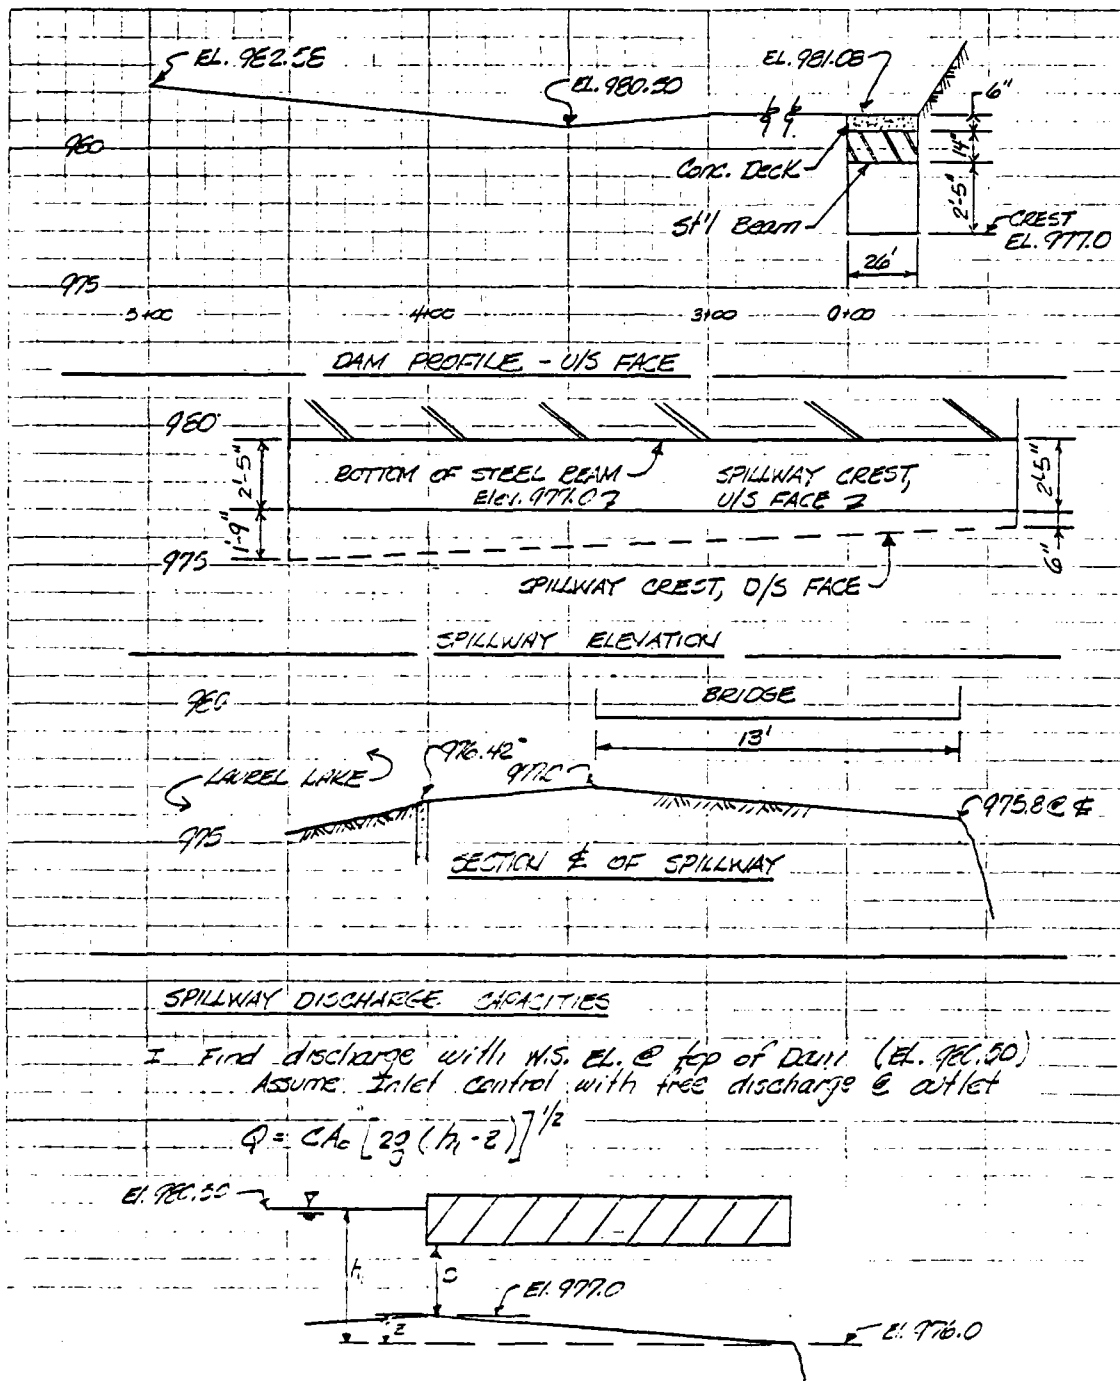 EL. 982.58
EL. 980.50
EL. 981.08
6"
980
14"
Conc. Deck
2'-5"
St'l Beam
CREST
EL. 977.0
26'
975
5+00 4+00 3+00 0+00
DAM PROFILE - U/S FACE
980
2'-5"
BOTTOM OF STEEL BEAM
Elev. 977.0
SPILLWAY CREST,
U/S FACE
2'-5"
1'-9"
975
6"
SPILLWAY CREST, D/S FACE
SPILLWAY ELEVATION
980
BRIDGE
13'
976.42
LAUREL LAKE
977.0
975.8 @ ℄
975
SECTION ℄ OF SPILLWAY
SPILLWAY DISCHARGE CAPACITIES
I Find discharge with W.S. EL. @ top of Dam (EL. 980.50)
Assume Inlet control with free discharge @ outlet
Q = CAc [2g (h₁ - z)]^1/2
El. 980.50
h
D
El. 977.0
z
El. 976.0